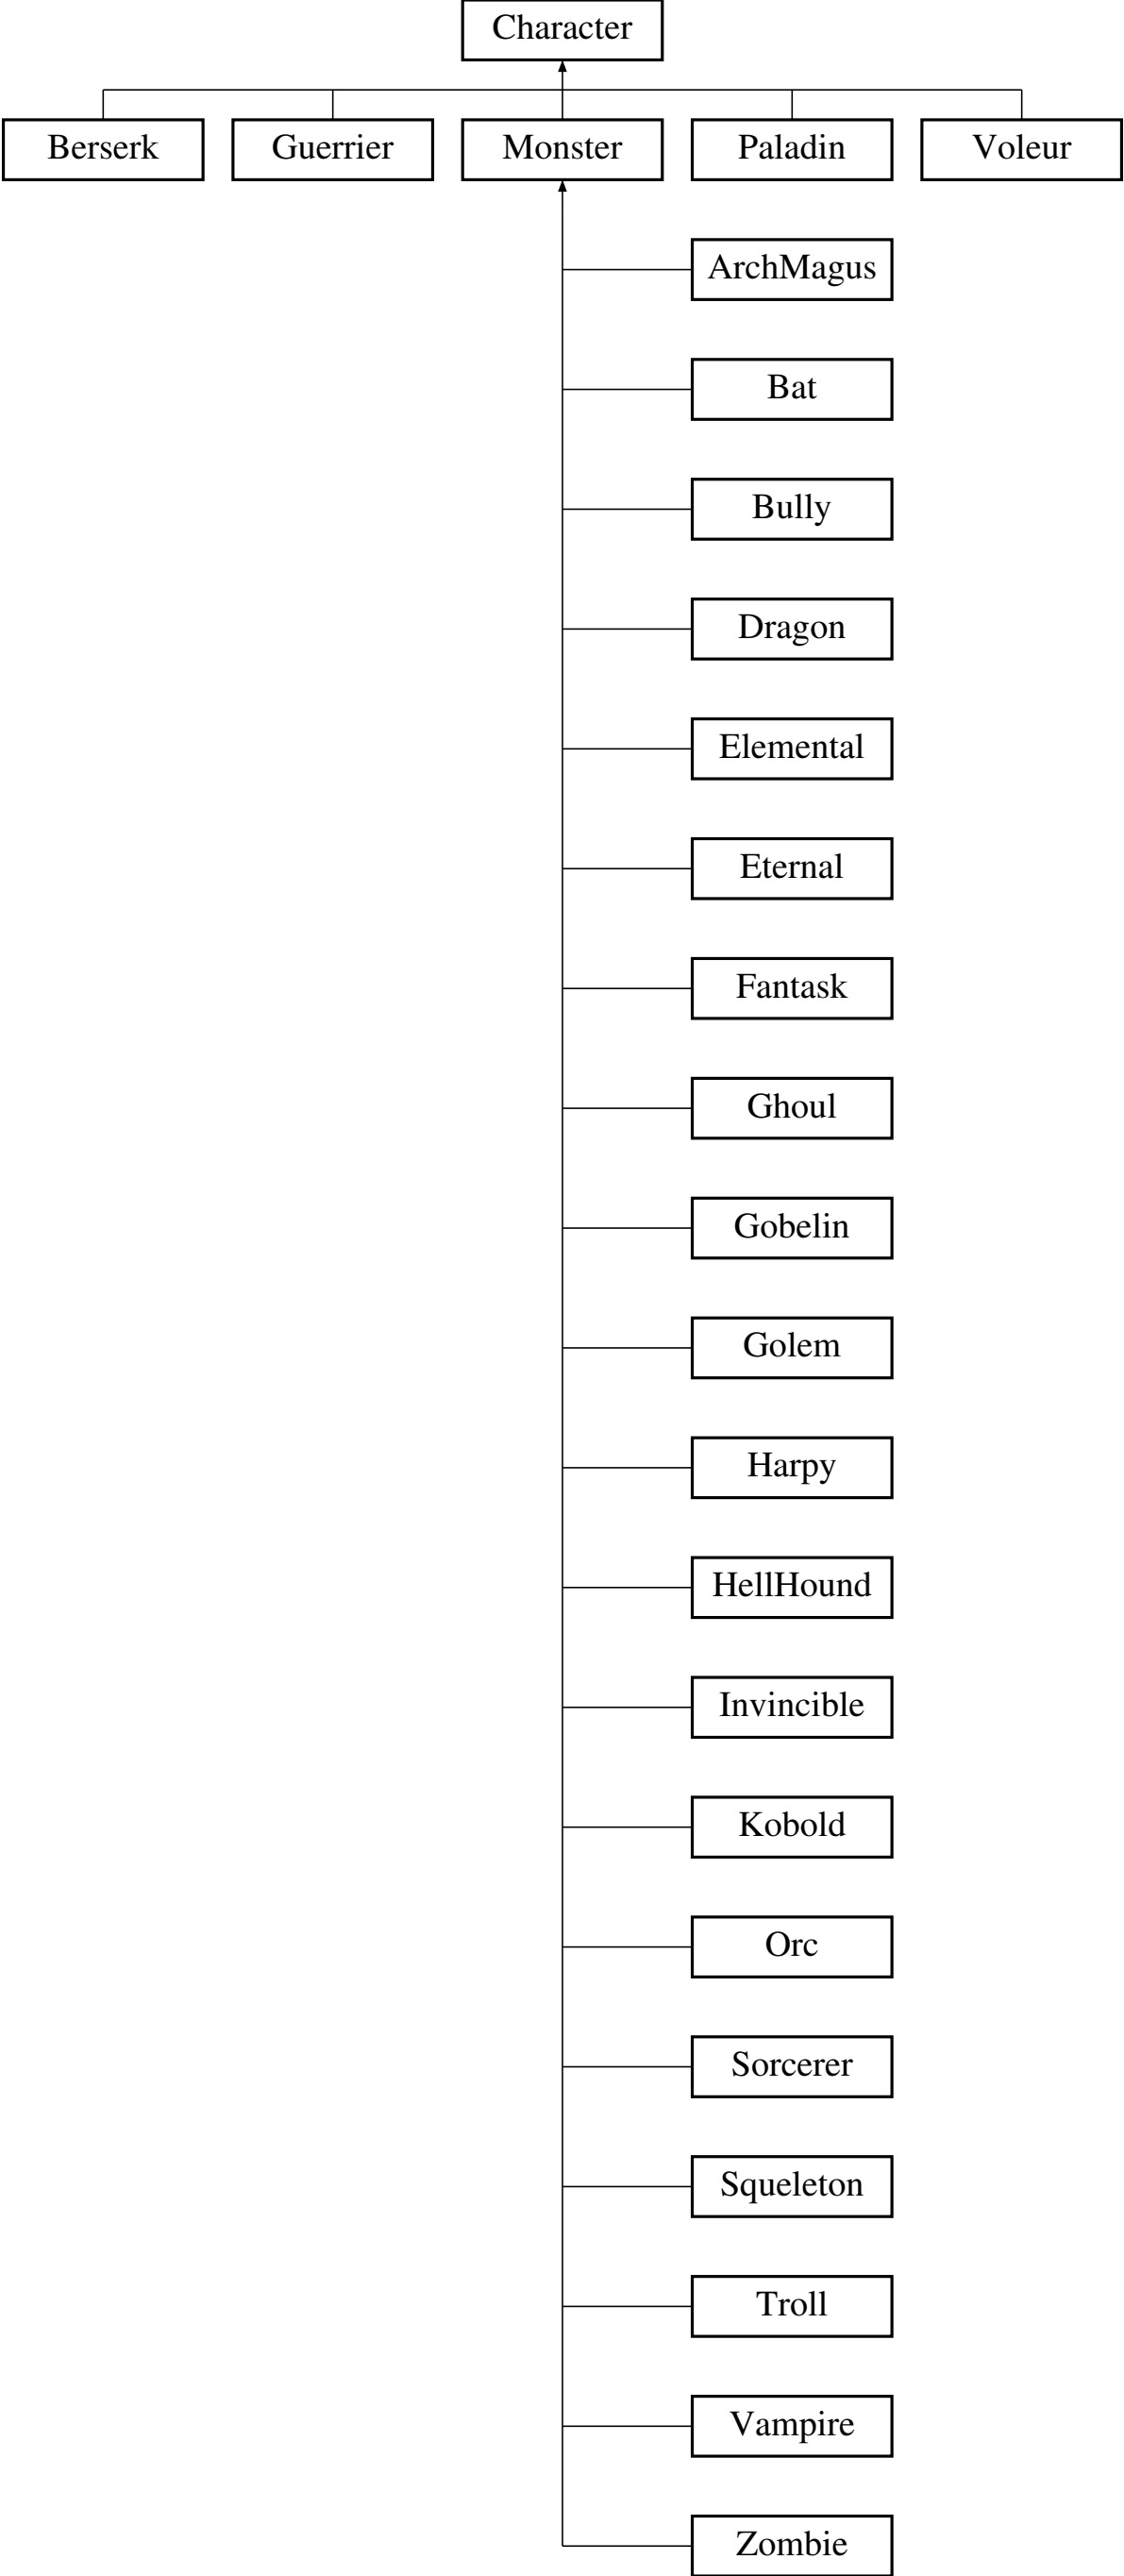 Character
Berserk Guerrier Monster Paladin Voleur
ArchMagus
Bat
Bully
Dragon
Elemental
Eternal
Fantask
Ghoul
Gobelin
Golem
Harpy
HellHound
Invincible
Kobold
Orc
Sorcerer
Squeleton
Troll
Vampire
Zombie